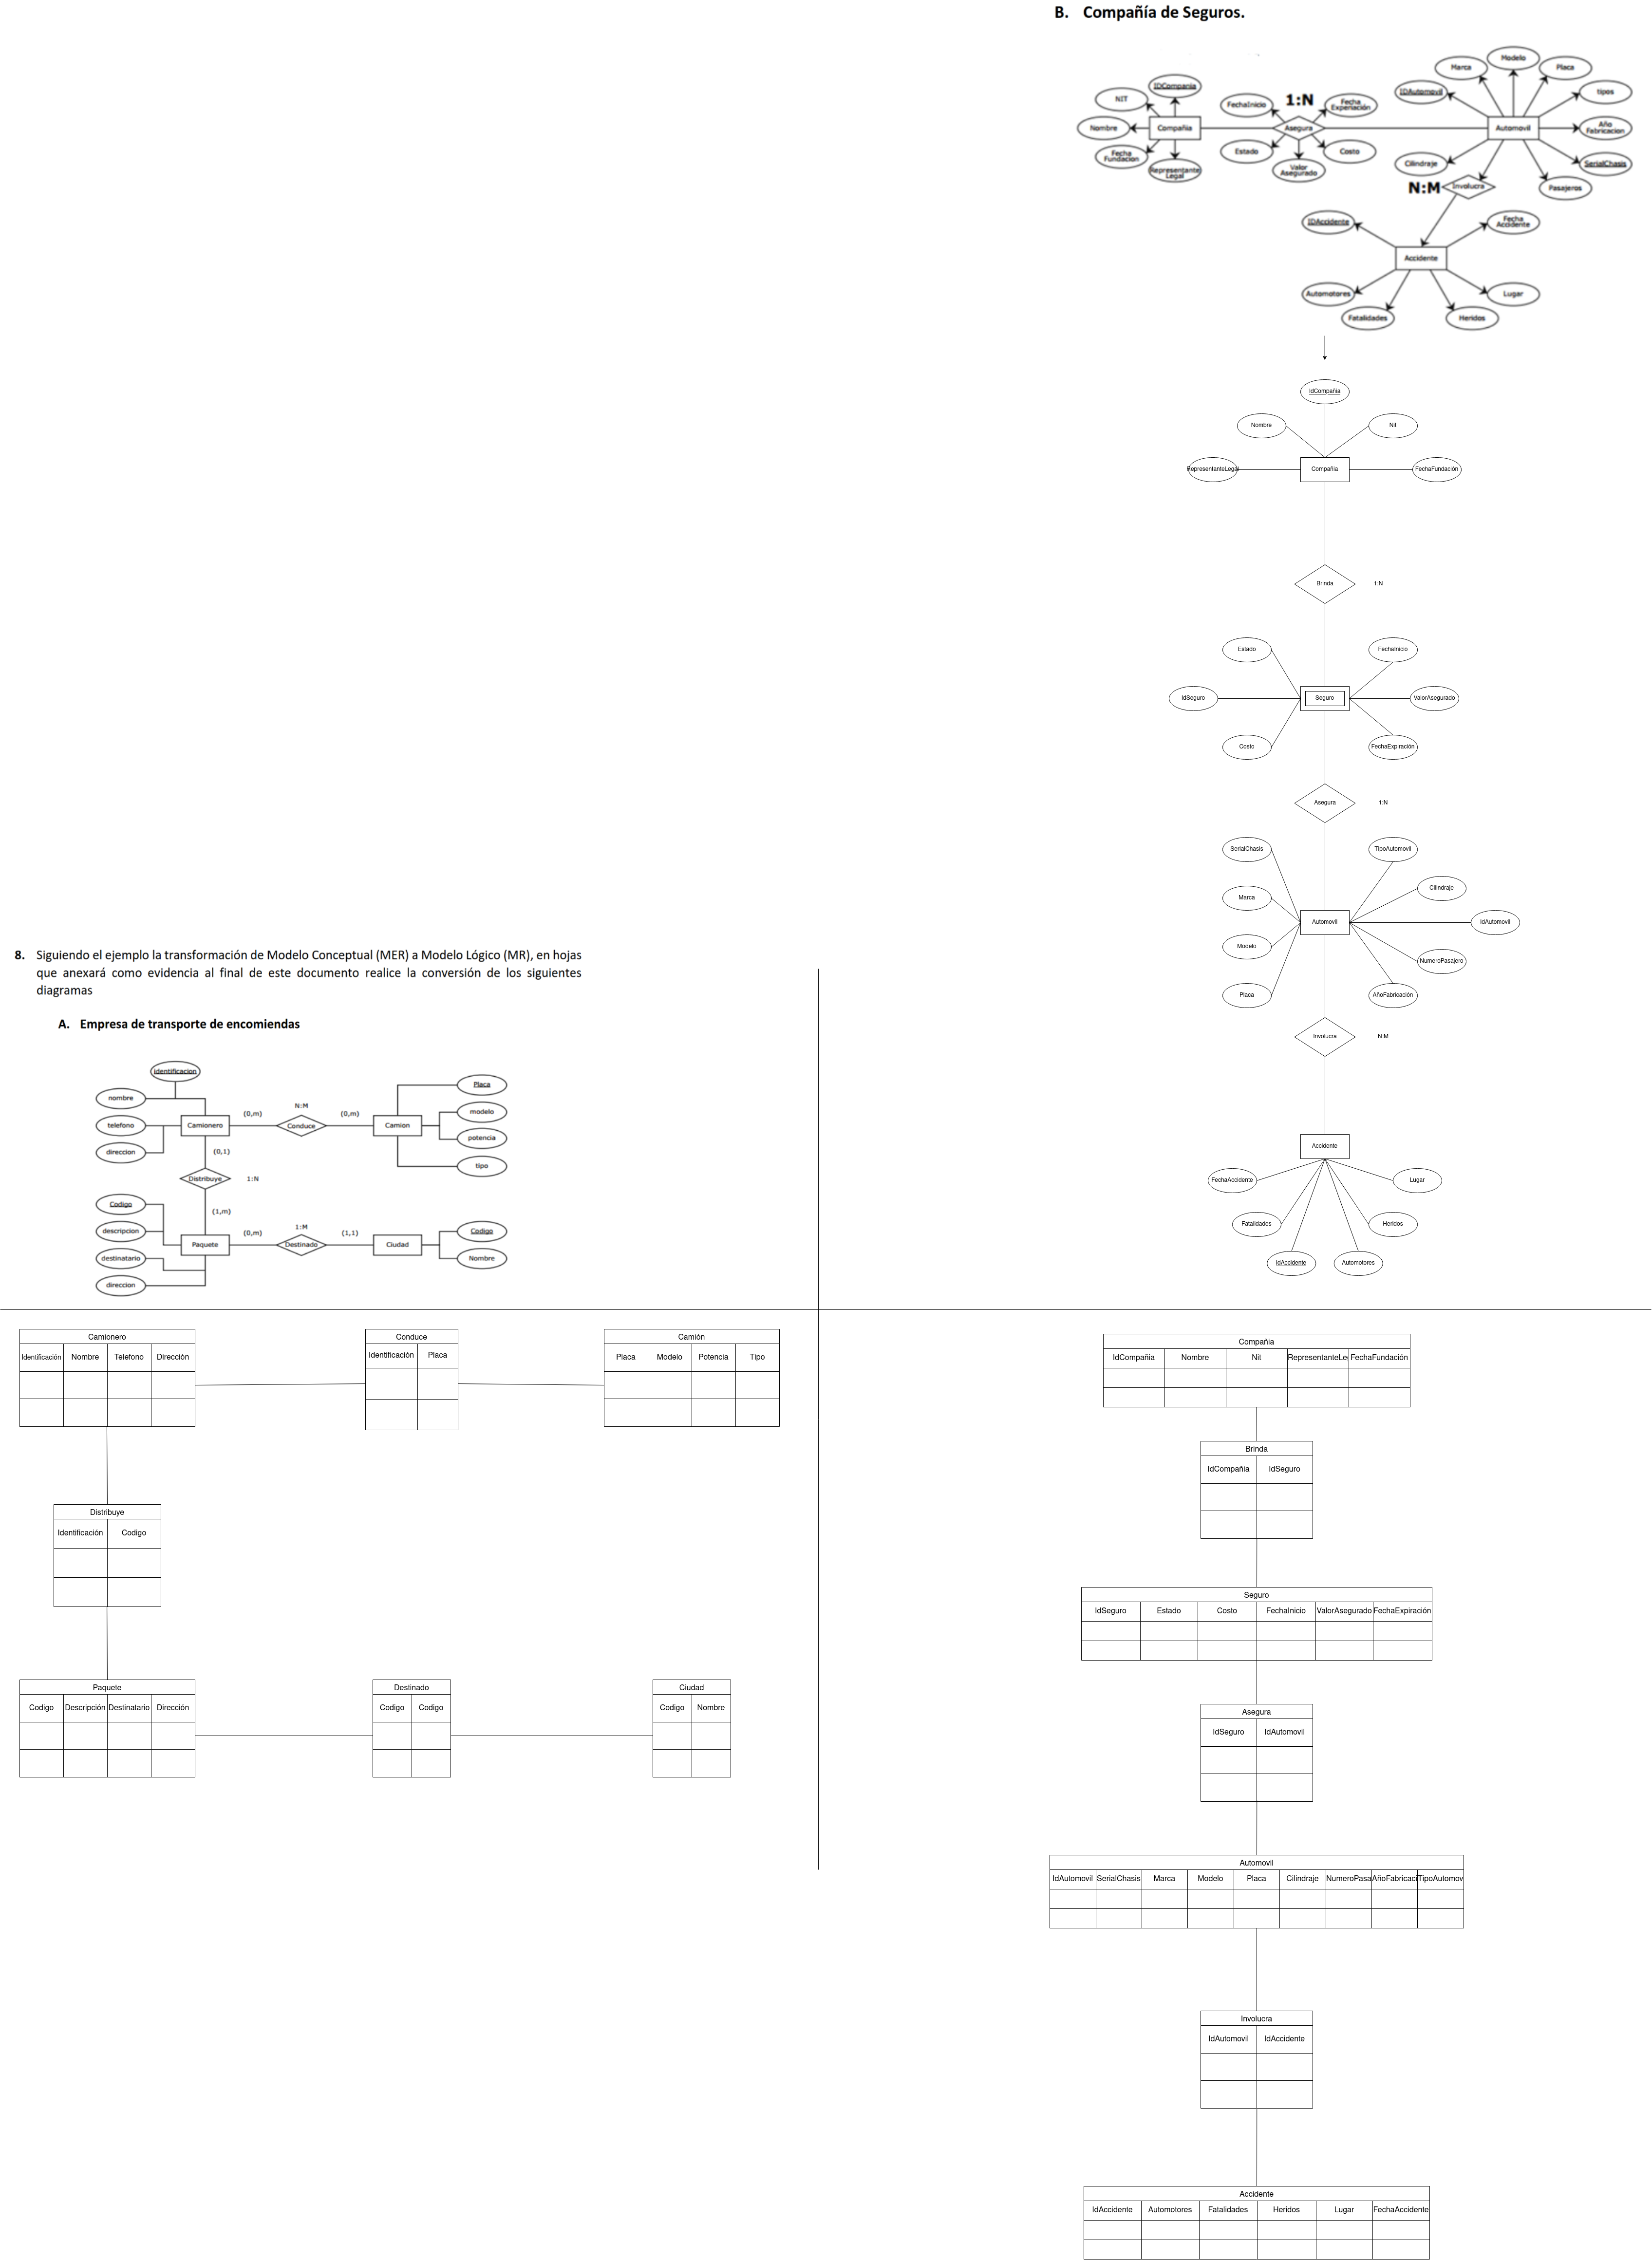 B. Compañía de Seguros.
Modelo
Marca
Placa
IDCompania
IDAutomovil
tipos
NIT
FechaInicio
1:N
Fecha
Experiación
Nombre
Compañia
Asegura
Automovil
Año
Fabricacion
Fecha
Fundacion
Estado
Costo
Cilindraje
SerialChasis
Representante
Legal
Valor
Asegurado
N:M
Involucra
Pasajeros
IDAccidente
Fecha
Accidente
Accidente
Automotores
Lugar
Fatalidades
Heridos
IdCompañia
Nombre
Nit
RepresentanteLegal
Compañia
FechaFundación
Brinda
1:N
Estado
FechaInicio
IdSeguro
Seguro
ValorAsegurado
Costo
FechaExpiración
Asegura
1:N
SerialChasis
TipoAutomovil
Cilindraje
Marca
Automovil
IdAutomovil
Modelo
NumeroPasajero
Placa
AñoFabricación
Involucra
N:M
Accidente
FechaAccidente
Lugar
Fatalidades
Heridos
IdAccidente
Automotores
8. Siguiendo el ejemplo la transformación de Modelo Conceptual (MER) a Modelo Lógico (MR), en hojas
que anexará como evidencia al final de este documento realice la conversión de los siguientes
diagramas
A. Empresa de transporte de encomiendas
identificacion
Placa
nombre
N:M
modelo
(0,m)
(0,m)
telefono
Camionero
Conduce
Camion
potencia
direccion
(0,1)
tipo
Distribuye
1:N
Codigo
(1,m)
descripcion
(0,m)
1:M
(1,1)
Codigo
Paquete
Destinado
Ciudad
destinatario
Nombre
direccion
Camionero
Identificación Nombre Telefono Dirección
Conduce
Identificación Placa
Camión
Placa Modelo Potencia Tipo
Distribuye
Identificación Codigo
Paquete
Codigo Descripción Destinatario Dirección
Destinado
Codigo Codigo
Ciudad
Codigo Nombre
Compañia
IdCompañia Nombre Nit RepresentanteLe FechaFundación
Brinda
IdCompañia IdSeguro
Seguro
IdSeguro Estado Costo FechaInicio ValorAsegurado FechaExpiración
Asegura
IdSeguro IdAutomovil
Automovil
IdAutomovil SerialChasis Marca Modelo Placa Cilindraje NumeroPasa AñoFabricaci TipoAutomov
Involucra
IdAutomovil IdAccidente
Accidente
IdAccidente Automotores Fatalidades Heridos Lugar FechaAccidente